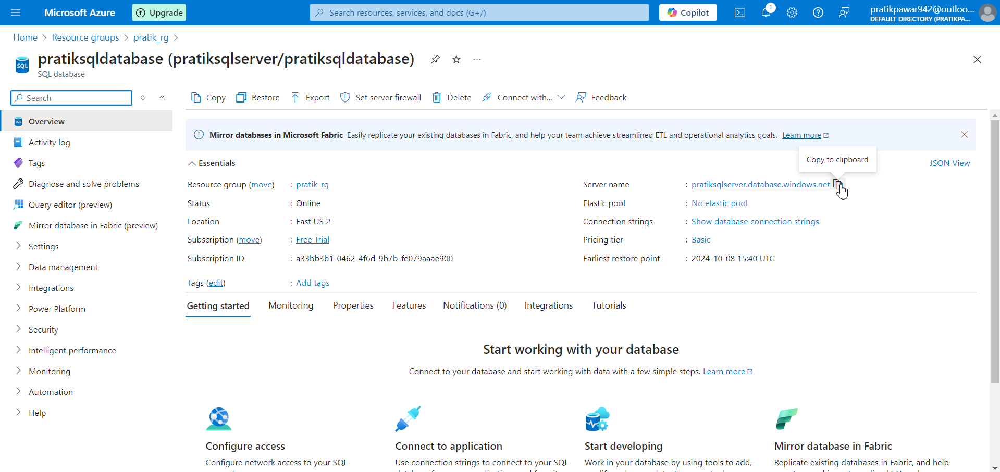 Microsoft Azure
Upgrade
Search resources, services, and docs (G+/)
Copilot
1
pratikpawar942@outloo...
DEFAULT DIRECTORY (PRATIKPA...
Home > Resource groups > pratik_rg >
pratiksqldatabase (pratiksqlserver/pratiksqldatabase)
SQL
SQL database
Search
Copy
Restore
Export
Set server firewall
Delete
Connect with...
Feedback
SQL
Overview
Activity log
Tags
Diagnose and solve problems
Query editor (preview)
Mirror database in Fabric (preview)
Settings
Data management
Integrations
Power Platform
Security
Intelligent performance
Monitoring
Automation
Help
Mirror databases in Microsoft Fabric Easily replicate your existing databases in Fabric, and help your team achieve streamlined ETL and operational analytics goals. Learn more
Copy to clipboard
Essentials
JSON View
Resource group (move) : pratik_rg
Status : Online
Location : East US 2
Subscription (move) : Free Trial
Subscription ID : a33bb3b1-0462-4f6d-9b7b-fe079aaae900
Server name : pratiksqlserver.database.windows.net
Elastic pool : No elastic pool
Connection strings : Show database connection strings
Pricing tier : Basic
Earliest restore point : 2024-10-08 15:40 UTC
Tags (edit) : Add tags
Getting started
Monitoring
Properties
Features
Notifications (0)
Integrations
Tutorials
Start working with your database
Connect to your database and start working with data with a few simple steps. Learn more
Configure access
Configure network access to your SQL
Connect to application
Use connection strings to connect to your SQL
Start developing
Work in your database by using tools to add,
Mirror database in Fabric
Replicate existing databases in Fabric, and help